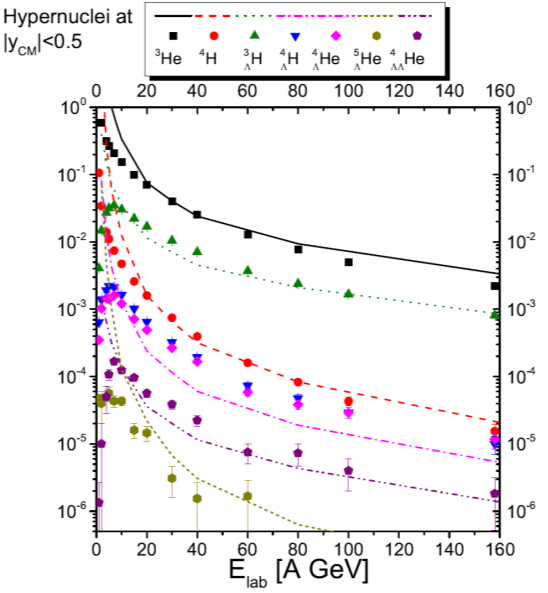 Hypernuclei at
|y_CM|<0.5
³He ⁴H ³_ΛH ⁴_ΛH ⁴_ΛHe ⁵_ΛHe ⁴_ΛΛHe
0 20 40 60 80 100 120 140 160
10⁰ 10⁰
10⁻¹ 10⁻¹
10⁻² 10⁻²
10⁻³ 10⁻³
10⁻⁴ 10⁻⁴
10⁻⁵ 10⁻⁵
10⁻⁶ 10⁻⁶
0 20 40 60 80 100 120 140 160
E_lab [A GeV]